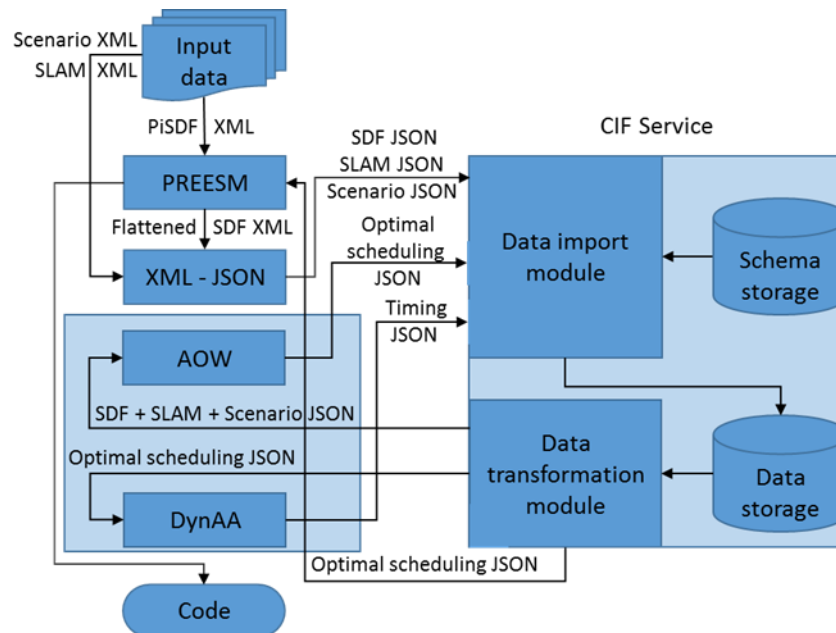 Scenario XML
SLAM XML
Input
data
PiSDF XML
CIF Service
PREESM
SDF JSON
SLAM JSON
Scenario JSON
Flattened SDF XML
XML - JSON
Optimal
scheduling
JSON
Data import
module
Schema
storage
Timing
JSON
AOW
SDF + SLAM + Scenario JSON
Optimal scheduling JSON
Data
transformation
module
Data
storage
DynAA
Optimal scheduling JSON
Code